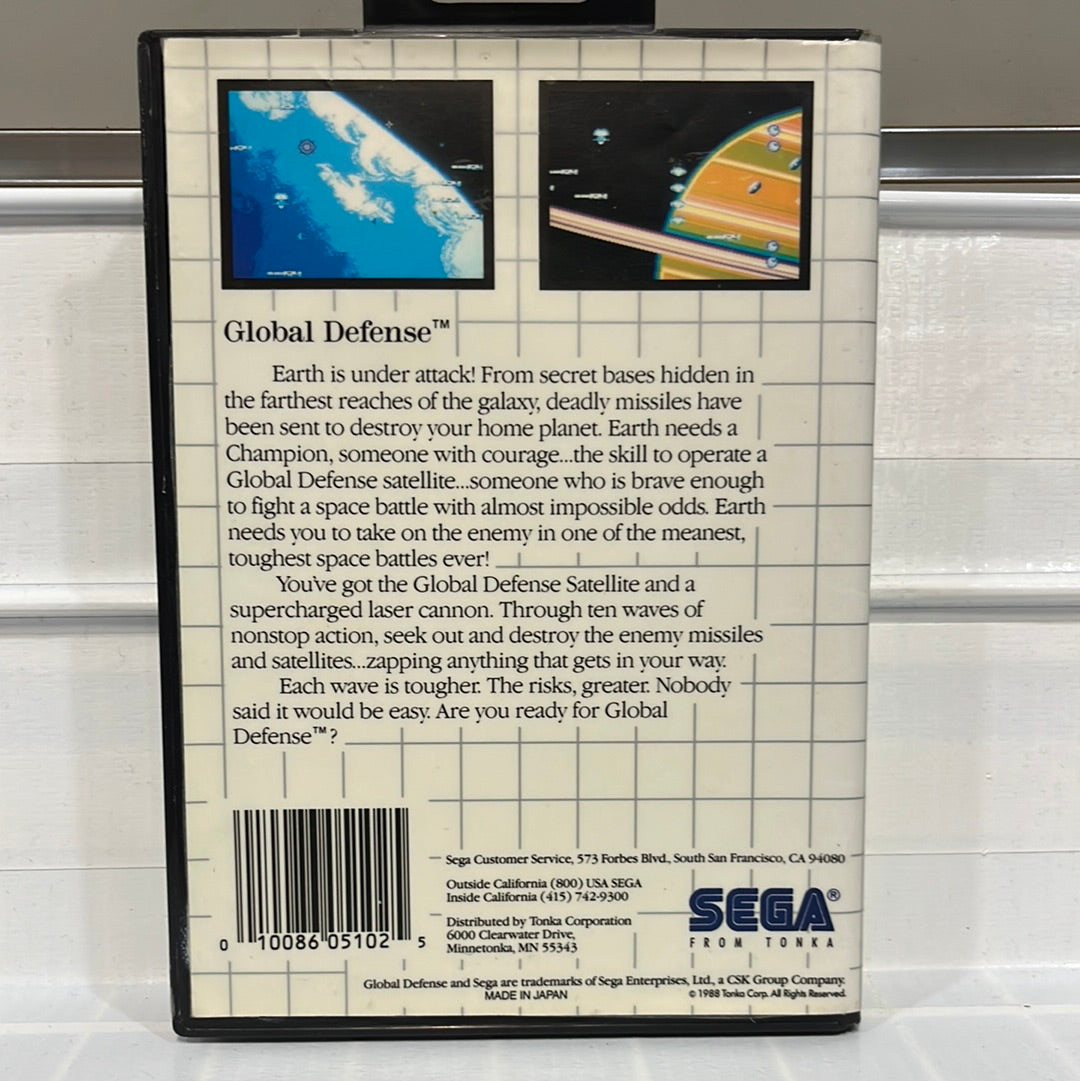 Global Defense™
Earth is under attack! From secret bases hidden in
the farthest reaches of the galaxy, deadly missiles have
been sent to destroy your home planet. Earth needs a
Champion, someone with courage...the skill to operate a
Global Defense satellite...someone who is brave enough
to fight a space battle with almost impossible odds. Earth
needs you to take on the enemy in one of the meanest,
toughest space battles ever!
You've got the Global Defense Satellite and a
supercharged laser cannon. Through ten waves of
nonstop action, seek out and destroy the enemy missiles
and satellites...zapping anything that gets in your way.
Each wave is tougher. The risks, greater. Nobody
said it would be easy. Are you ready for Global
Defense™?
Sega Customer Service, 573 Forbes Blvd., South San Francisco, CA 94080
Outside California (800) USA SEGA
Inside California (415) 742-9300
Distributed by Tonka Corporation
6000 Clearwater Drive,
Minnetonka, MN 55343
SEGA®
FROM TONKA
0 10086 05102 5
Global Defense and Sega are trademarks of Sega Enterprises, Ltd., a CSK Group Company.
MADE IN JAPAN
© 1988 Tonka Corp. All Rights Reserved.